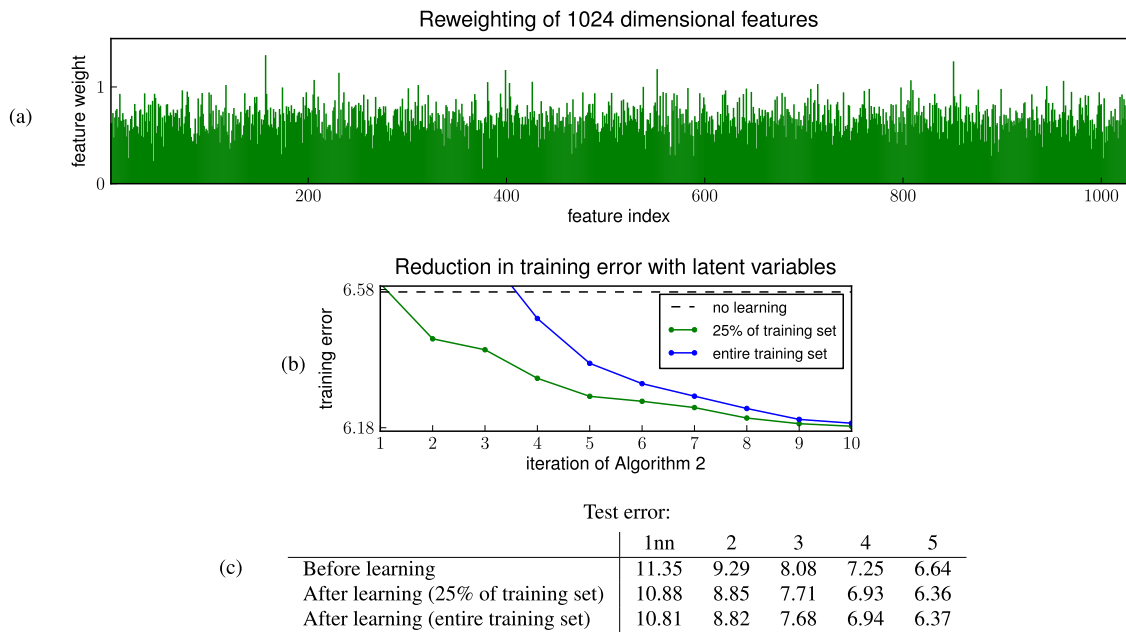 Reweighting of 1024 dimensional features
(a)
feature weight
1
0
200 400 600 800 1000
feature index
Reduction in training error with latent variables
(b)
training error
6.58
6.18
no learning
25% of training set
entire training set
1 2 3 4 5 6 7 8 9 10
iteration of Algorithm 2
Test error:
(c)
1nn 2 3 4 5
Before learning 11.35 9.29 8.08 7.25 6.64
After learning (25% of training set) 10.88 8.85 7.71 6.93 6.36
After learning (entire training set) 10.81 8.82 7.68 6.94 6.37